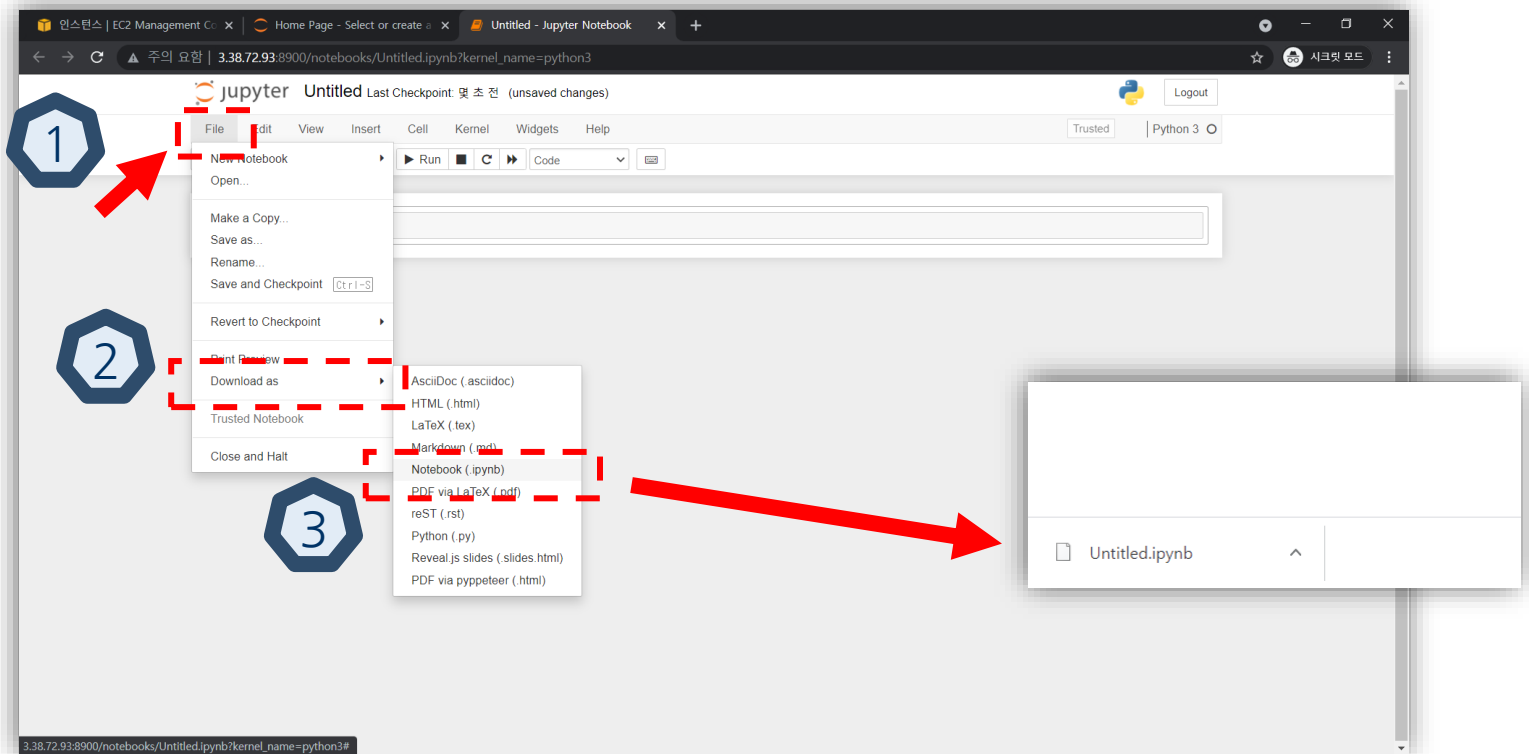 인스턴스 | EC2 Management Co
Home Page - Select or create a
Untitled - Jupyter Notebook
주의 요함 | 3.38.72.93:8900/notebooks/Untitled.ipynb?kernel_name=python3
시크릿 모드
jupyter Untitled Last Checkpoint: 몇 초 전 (unsaved changes)
Logout
File Edit View Insert Cell Kernel Widgets Help
Trusted
Python 3
1
New Notebook
Run
Code
Open...
Make a Copy...
Save as...
Rename...
Save and Checkpoint Ctrl-S
Revert to Checkpoint
2
Print Preview
Download as
Trusted Notebook
Close and Halt
AsciiDoc (.asciidoc)
HTML (.html)
LaTeX (.tex)
Markdown (.md)
Notebook (.ipynb)
PDF via LaTeX (.pdf)
reST (.rst)
Python (.py)
Reveal.js slides (.slides.html)
PDF via pyppeteer (.html)
3
Untitled.ipynb
3.38.72.93:8900/notebooks/Untitled.ipynb?kernel_name=python3#